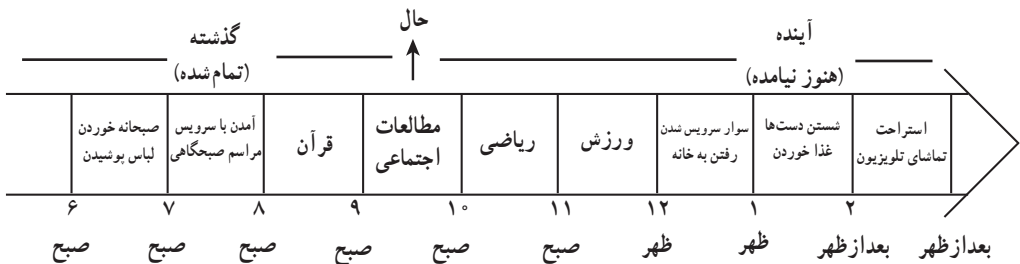 گذشته
(تمام‌شده)
حال
آینده
(هنوز نیامده)
صبحانه خوردن
لباس پوشیدن
آمدن با سرویس
مراسم صبحگاهی
قرآن
مطالعات
اجتماعی
ریاضی
ورزش
سوار سرویس شدن
رفتن به خانه
شستن دست‌ها
غذا خوردن
استراحت
تماشای تلویزیون
۶ ۷ ۸ ۹ ۱۰ ۱۱ ۱۲ ۱ ۲
صبح صبح صبح صبح صبح صبح ظهر ظهر بعدازظهر بعدازظهر